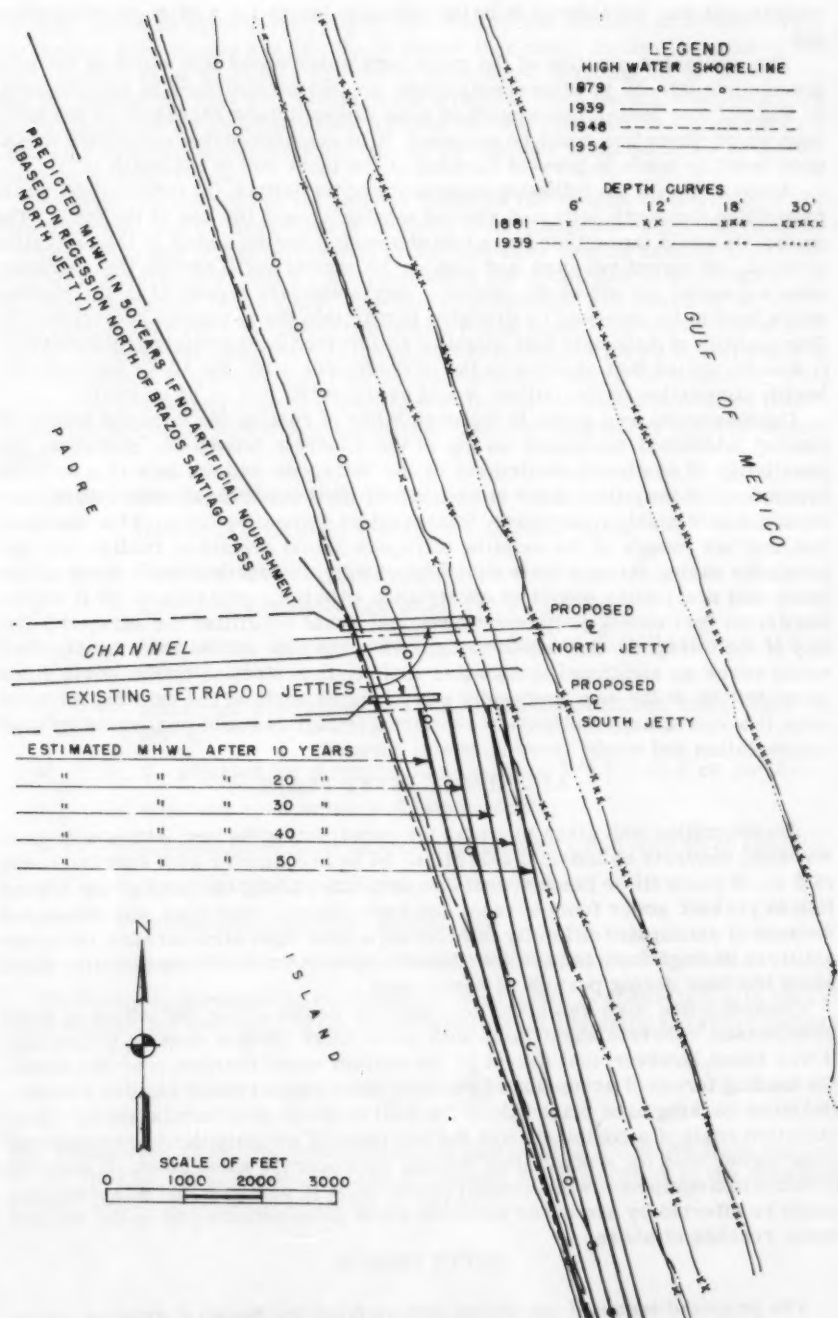 LEGEND
HIGH WATER SHORELINE
1879
1939
1948
1954
DEPTH CURVES
6' 12' 18' 30'
1881 xx xxx xxxxx
1939
PREDICTED MHWL IN 50 YEARS IF NO ARTIFICIAL NOURISHMENT
(BASED ON RECESSION NORTH OF BRAZOS SANTIAGO PASS
NORTH JETTY)
GULF
OF
MEXICO
PADRE
PROPOSED
NORTH JETTY
CHANNEL
EXISTING TETRAPOD JETTIES
PROPOSED
SOUTH JETTY
ESTIMATED MHWL AFTER 10 YEARS
" " " 20 "
" " " 30 "
" " " 40 "
" " " 50 "
N
ISLAND
SCALE OF FEET
0 1000 2000 3000